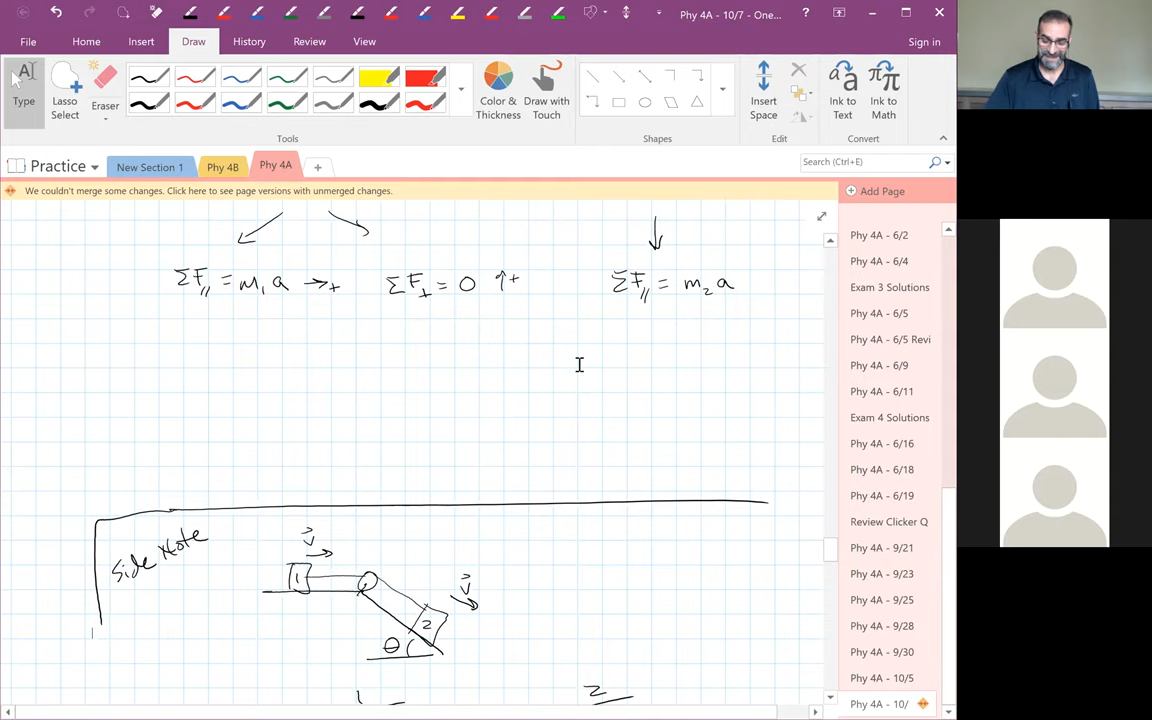 Phy 4A - 10/7 - One...
File
Home
Insert
Draw
History
Review
View
Sign in
Type
Lasso
Select
Eraser
Color &
Thickness
Draw with
Touch
Insert
Space
Ink to
Text
Ink to
Math
Tools
Shapes
Edit
Convert
Practice
New Section 1
Phy 4B
Phy 4A
Search (Ctrl+E)
We couldn't merge some changes. Click here to see page versions with unmerged changes.
Add Page
Phy 4A - 6/2
Phy 4A - 6/4
Exam 3 Solutions
Phy 4A - 6/5
Phy 4A - 6/5 Revi
Phy 4A - 6/9
Phy 4A - 6/11
Exam 4 Solutions
Phy 4A - 6/16
Phy 4A - 6/18
Phy 4A - 6/19
Review Clicker Q
Phy 4A - 9/21
Phy 4A - 9/23
Phy 4A - 9/25
Phy 4A - 9/28
Phy 4A - 9/30
Phy 4A - 10/5
Phy 4A - 10/
ΣF∥ = m₁a →+
ΣF⊥ = 0 ↑+
ΣF∥ = m₂a
Side Note
v⃗
1
v⃗
2
θ
1
2